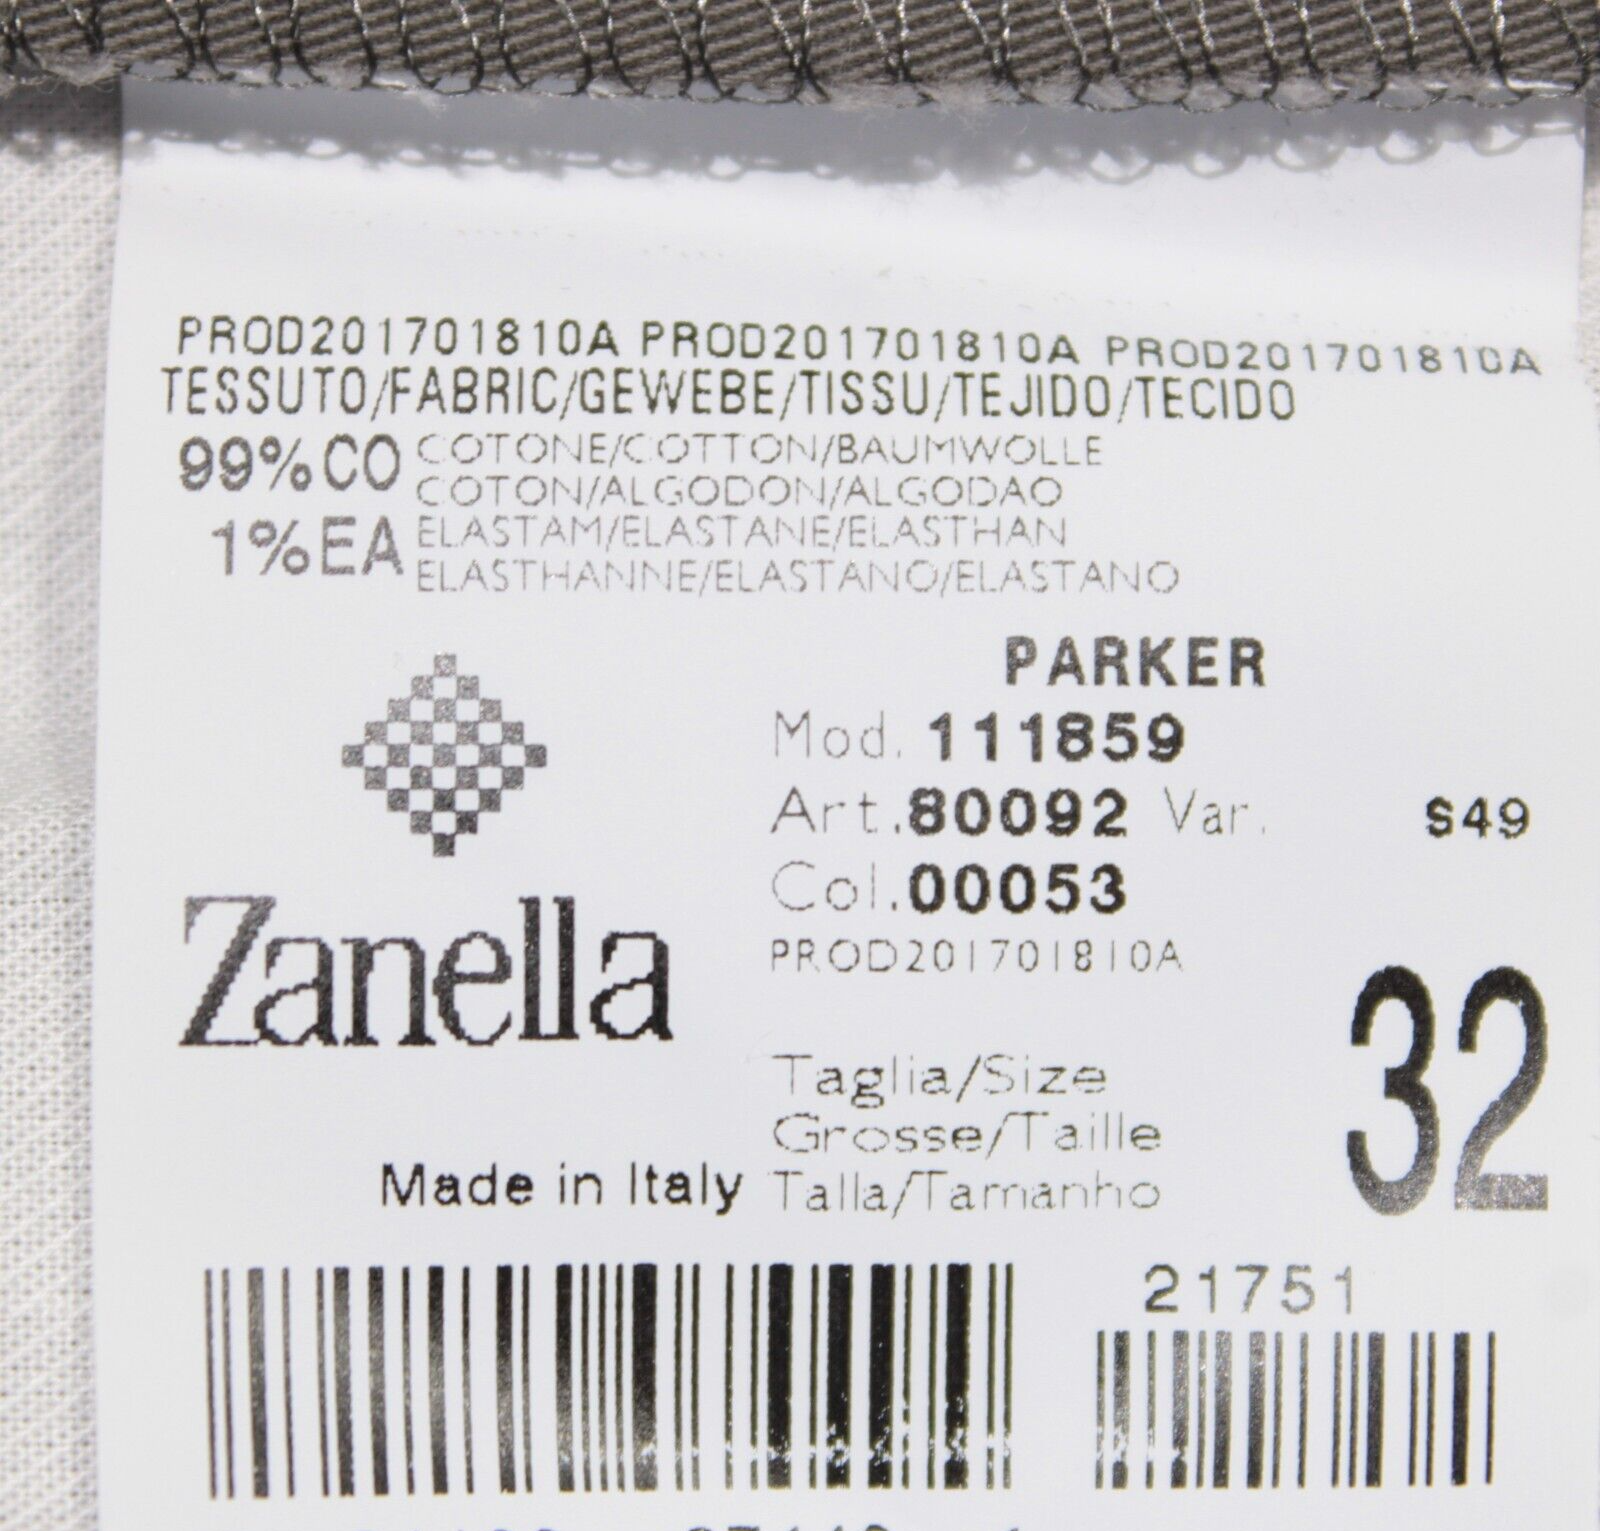 PROD201701810A PROD201701810A PROD201701810A
TESSUTO/FABRIC/GEWEBE/TISSU/TEJIDO/TECIDO
99%CO COTONE/COTTON/BAUMWOLLE
COTON/ALGODON/ALGODAO
1%EA ELASTAM/ELASTANE/ELASTHAN
ELASTHANNE/ELASTANO/ELASTANO
PARKER
Mod. 111859
Art.80092 Var. S49
Col.00053
PROD201701810A
Zanella
32
Taglia/Size
Grosse/Taille
Made in Italy Talla/Tamanho
21751